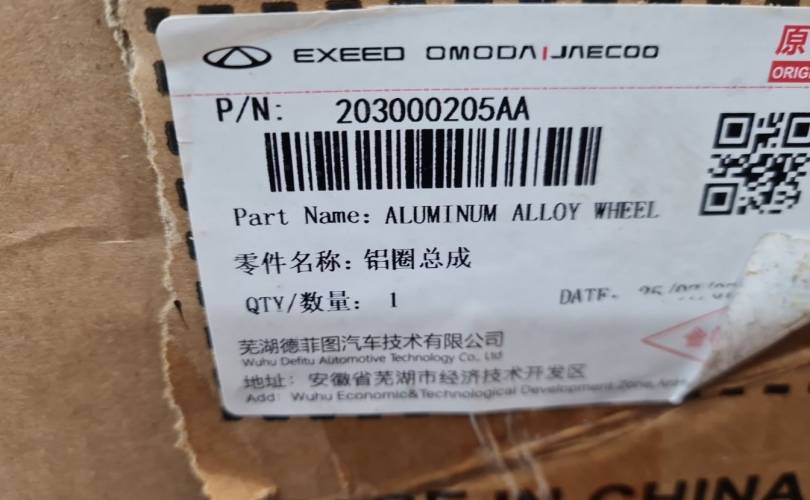 EXEED OMODA JAECOO
原
ORIG
P/N: 203000205AA
Part Name: ALUMINUM ALLOY WHEEL
零件名称: 铝圈总成
QTY/数量: 1
DATE:
芜湖德菲图汽车技术有限公司
Wuhu Defitu Automotive Technology Co., Ltd
地址: 安徽省芜湖市经济技术开发区
Add: Wuhu Economic&Technological Development Zone,
IN CHINA